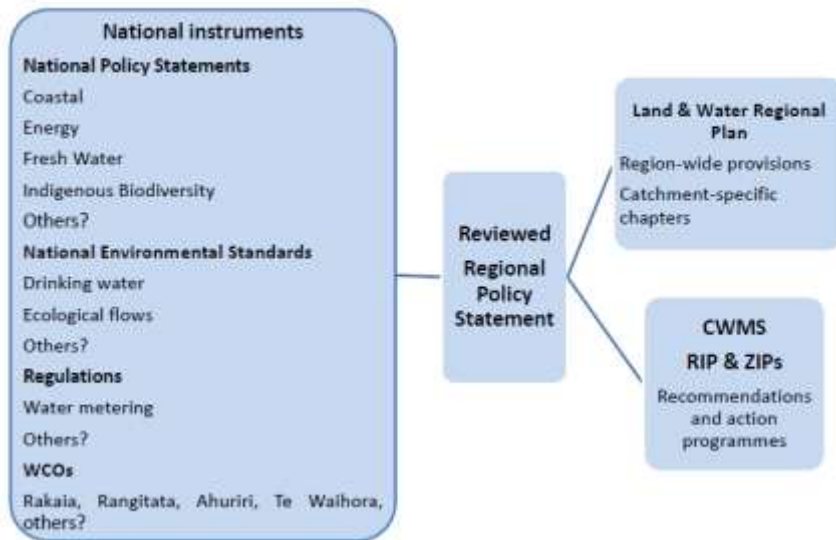 National instruments
National Policy Statements
Coastal
Energy
Fresh Water
Indigenous Biodiversity
Others?
National Environmental Standards
Drinking water
Ecological flows
Others?
Regulations
Water metering
Others?
WCOs
Rakaia, Rangitata, Ahuriri, Te Waihora,
others?
Reviewed
Regional
Policy
Statement
Land & Water Regional
Plan
Region-wide provisions
Catchment-specific
chapters
CWMS
RIP & ZIPs
Recommendations
and action
programmes